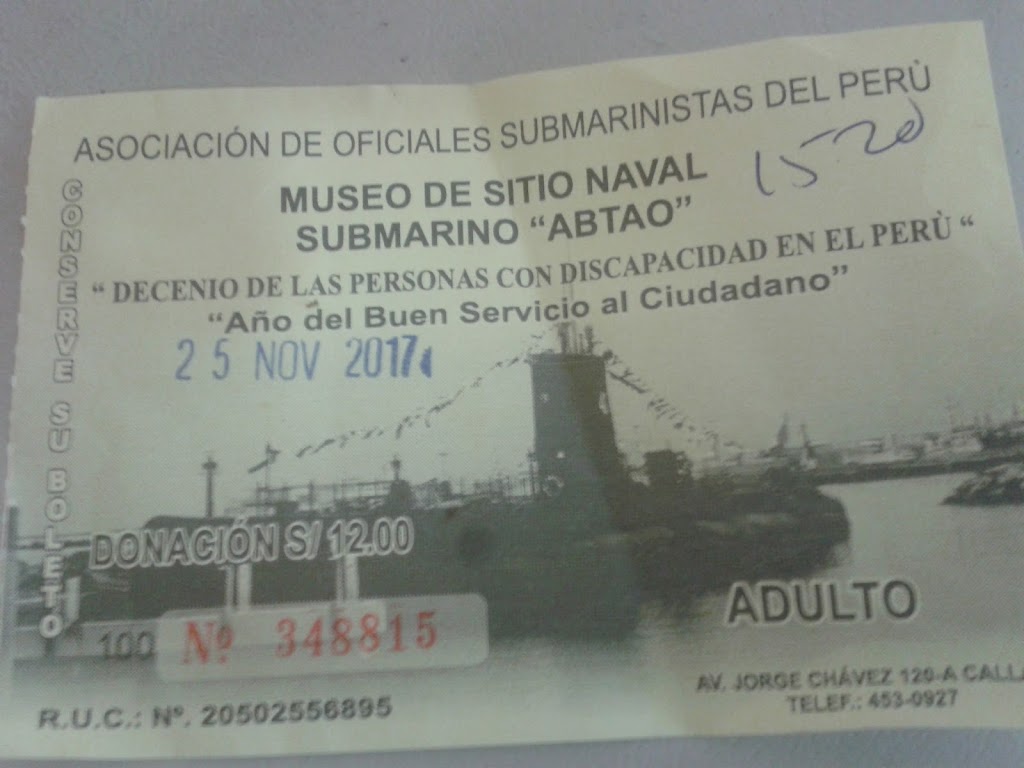 ASOCIACIÓN DE OFICIALES SUBMARINISTAS DEL PERÙ
1520
MUSEO DE SITIO NAVAL
SUBMARINO “ABTAO”
“ DECENIO DE LAS PERSONAS CON DISCAPACIDAD EN EL PERÙ “
“Año del Buen Servicio al Ciudadano”
25 NOV 2017
CONSERVE SU BOLETO
DONACIÓN S/ 12.00
100 Nº 348815
ADULTO
AV. JORGE CHÁVEZ 120-A CALLA
TELEF.: 453-0927
R.U.C.: Nº. 20502556895